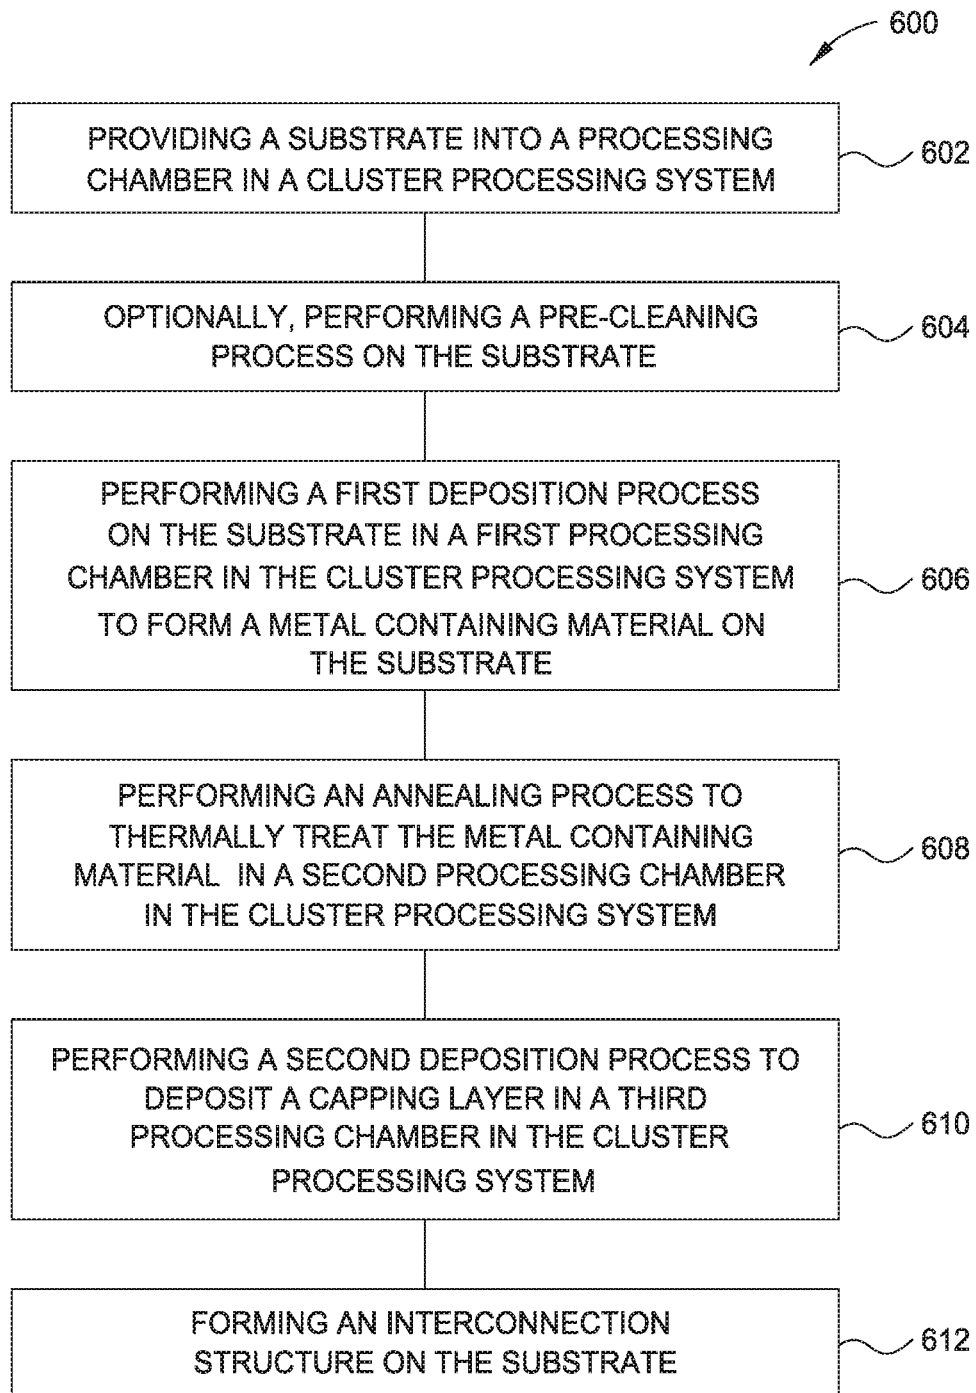 600
PROVIDING A SUBSTRATE INTO A PROCESSING
CHAMBER IN A CLUSTER PROCESSING SYSTEM
602
OPTIONALLY, PERFORMING A PRE-CLEANING
PROCESS ON THE SUBSTRATE
604
PERFORMING A FIRST DEPOSITION PROCESS
ON THE SUBSTRATE IN A FIRST PROCESSING
CHAMBER IN THE CLUSTER PROCESSING SYSTEM
TO FORM A METAL CONTAINING MATERIAL ON
THE SUBSTRATE
606
PERFORMING AN ANNEALING PROCESS TO
THERMALLY TREAT THE METAL CONTAINING
MATERIAL IN A SECOND PROCESSING CHAMBER
IN THE CLUSTER PROCESSING SYSTEM
608
PERFORMING A SECOND DEPOSITION PROCESS TO
DEPOSIT A CAPPING LAYER IN A THIRD
PROCESSING CHAMBER IN THE CLUSTER
PROCESSING SYSTEM
610
FORMING AN INTERCONNECTION
STRUCTURE ON THE SUBSTRATE
612